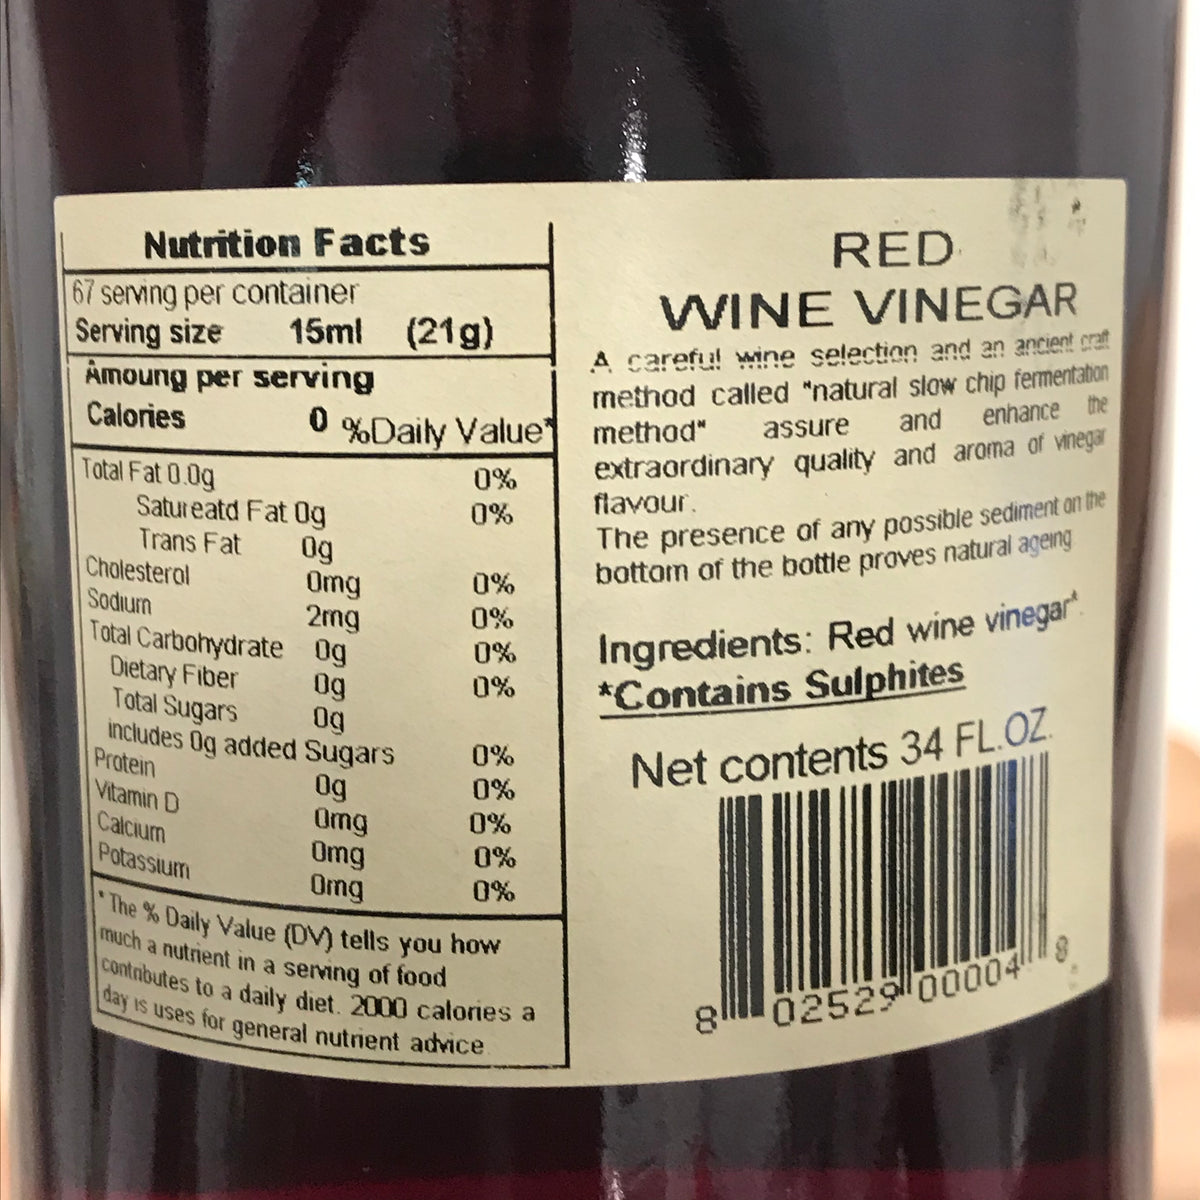 Nutrition Facts
67 serving per container
Serving size 15ml (21g)
Amoung per serving
Calories 0 %Daily Value*
Total Fat 0.0g 0%
Satureatd Fat 0g 0%
Trans Fat 0g
Cholesterol 0mg 0%
Sodium 2mg 0%
Total Carbohydrate 0g 0%
Dietary Fiber 0g 0%
Total Sugars 0g
includes 0g added Sugars 0%
Protein 0g 0%
Vitamin D 0mg 0%
Calcium 0mg 0%
Potassium 0mg 0%
* The % Daily Value (DV) tells you how
much a nutrient in a serving of food
contributes to a daily diet. 2000 calories a
day is uses for general nutrient advice
RED
WINE VINEGAR
A careful wine selection and an ancient craft
method called "natural slow chip fermentation
method" assure and enhance the
extraordinary quality and aroma of vinegar
flavour.
The presence of any possible sediment on the
bottom of the bottle proves natural ageing
Ingredients: Red wine vinegar*.
*Contains Sulphites
Net contents 34 FL.OZ.
8 02529 00004 8